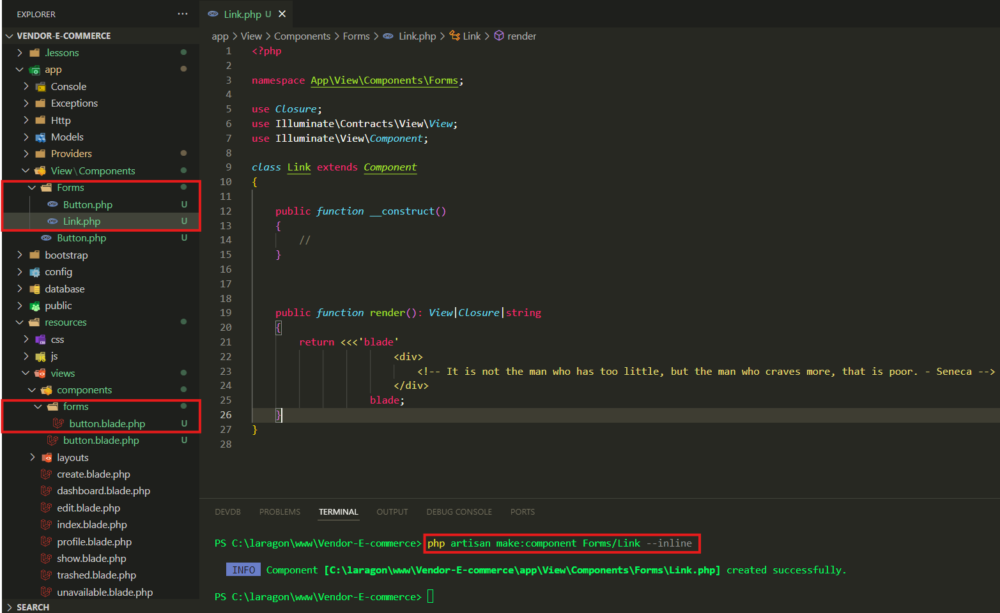 EXPLORER
VENDOR-E-COMMERCE
.lessons
app
Console
Exceptions
Http
Models
Providers
View\Components
Forms
Button.php U
Link.php U
Button.php U
bootstrap
config
database
public
resources
css
js
views
components
forms
button.blade.php U
button.blade.php U
layouts
create.blade.php
dashboard.blade.php
edit.blade.php
index.blade.php
profile.blade.php
show.blade.php
trashed.blade.php
unavailable.blade.php
SEARCH
Link.php U
app > View > Components > Forms > Link.php > Link > render
1 <?php
2
3 namespace App\View\Components\Forms;
4
5 use Closure;
6 use Illuminate\Contracts\View\View;
7 use Illuminate\View\Component;
8
9 class Link extends Component
10 {
11
12 public function __construct()
13 {
14 //
15 }
16
17
18
19 public function render(): View|Closure|string
20 {
21 return <<<'blade'
22 <div>
23 <!-- It is not the man who has too little, but the man who craves more, that is poor. - Seneca -->
24 </div>
25 blade;
26 }
27 }
28
DEVDB PROBLEMS TERMINAL OUTPUT DEBUG CONSOLE PORTS
PS C:\laragon\www\Vendor-E-commerce> php artisan make:component Forms/Link --inline
INFO Component [C:\laragon\www\Vendor-E-commerce\app\View\Components\Forms\Link.php] created successfully.
PS C:\laragon\www\Vendor-E-commerce>